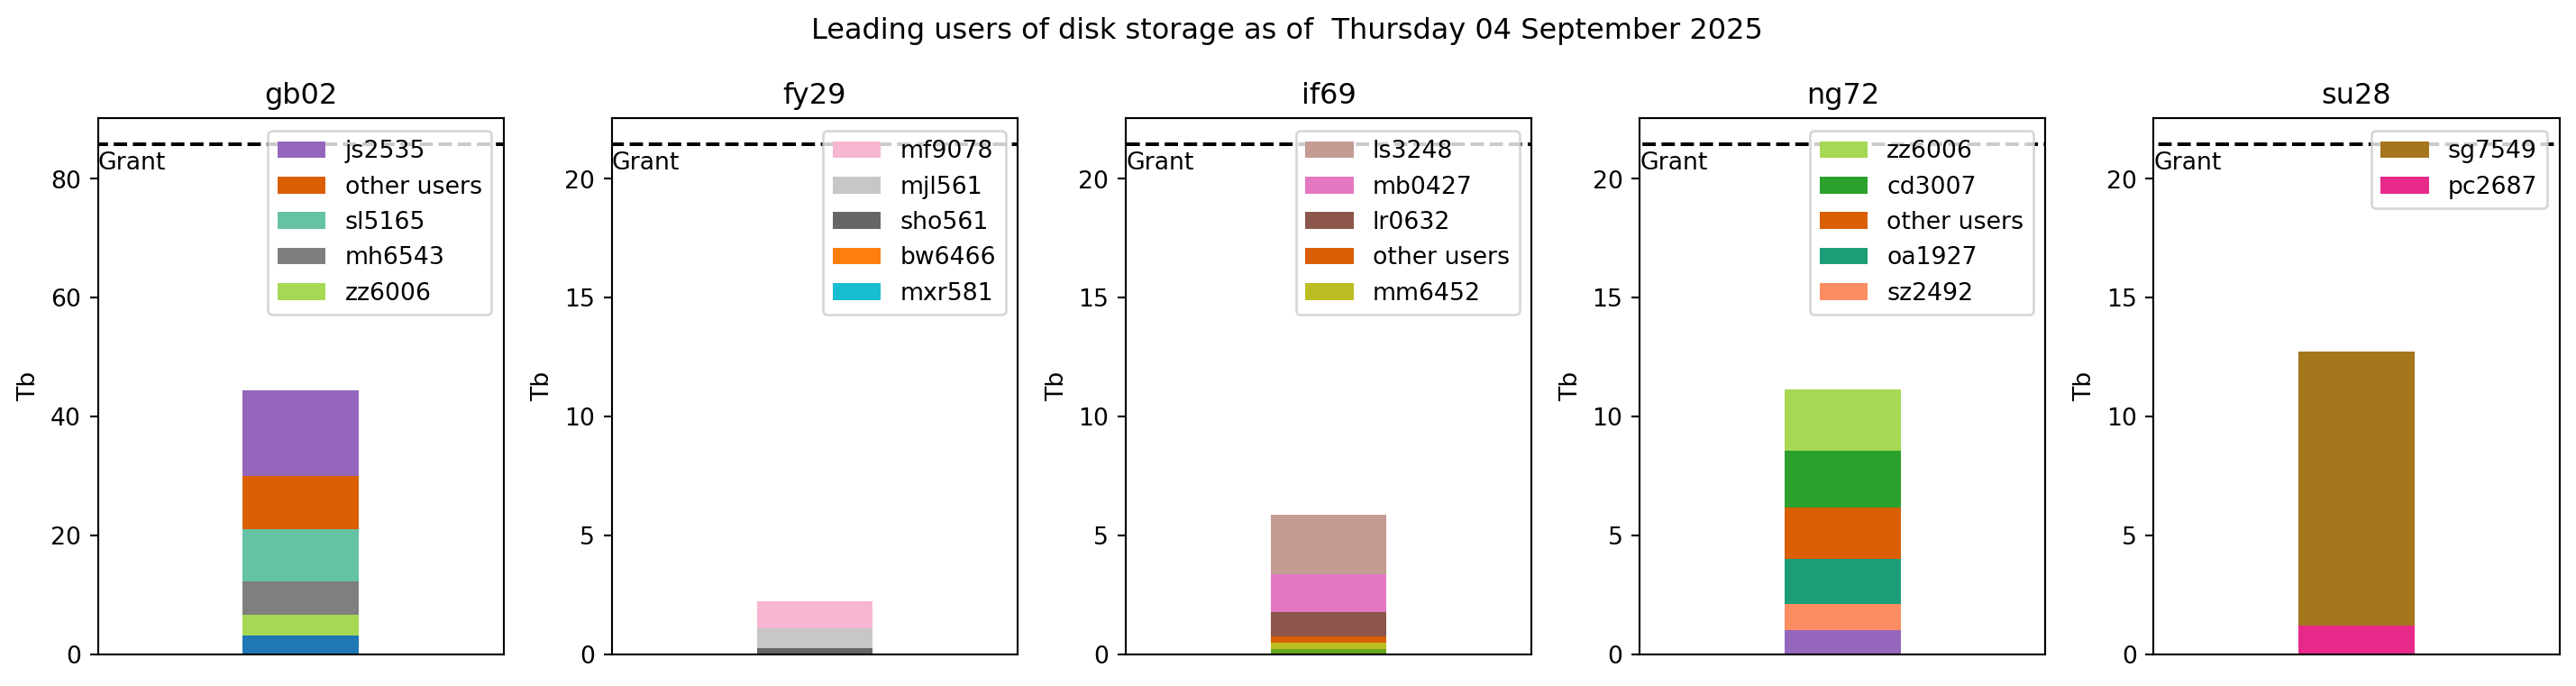 Leading users of disk storage as of  Thursday 04 September 2025
gb02
Tb
80
60
40
20
0
Grant
js2535
other users
sl5165
mh6543
zz6006
fy29
Tb
20
15
10
5
0
Grant
mf9078
mjl561
sho561
bw6466
mxr581
if69
Tb
20
15
10
5
0
Grant
ls3248
mb0427
lr0632
other users
mm6452
ng72
Tb
20
15
10
5
0
Grant
zz6006
cd3007
other users
oa1927
sz2492
su28
Tb
20
15
10
5
0
Grant
sg7549
pc2687